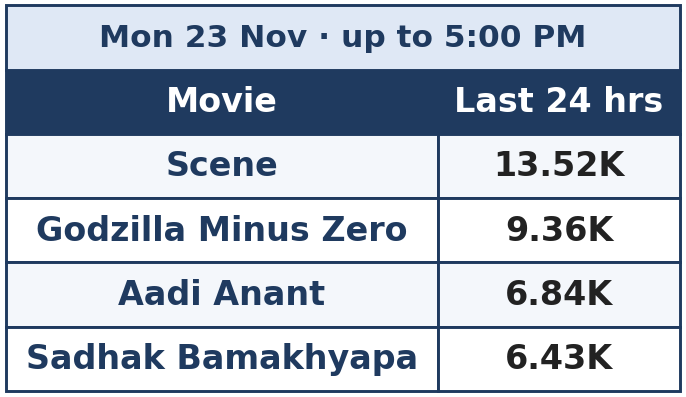 Mon 23 Nov · up to 5:00 PM
Movie Last 24 hrs
Scene 13.52K
Godzilla Minus Zero 9.36K
Aadi Anant 6.84K
Sadhak Bamakhyapa 6.43K